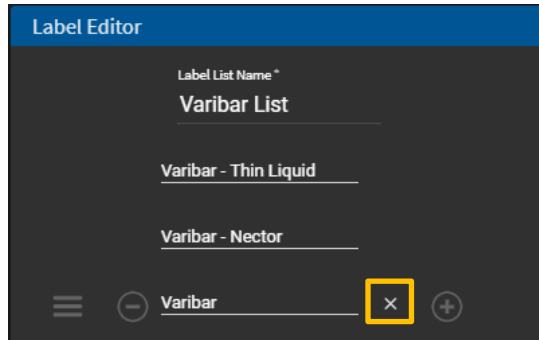 Label Editor
Label List Name *
Varibar List
Varibar - Thin Liquid
Varibar - Nector
Varibar